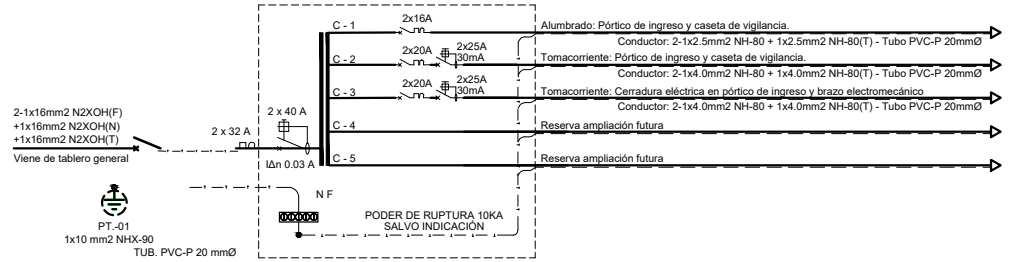 C - 1
2x16A
Alumbrado: Pórtico de ingreso y caseta de vigilancia.
Conductor: 2-1x2.5mm2 NH-80 + 1x2.5mm2 NH-80(T) - Tubo PVC-P 20mmØ
C - 2
2x20A
2x25A
30mA
Tomacorriente: Pórtico de ingreso y caseta de vigilancia.
Conductor: 2-1x4.0mm2 NH-80 + 1x4.0mm2 NH-80(T) - Tubo PVC-P 20mmØ
C - 3
2x20A
2x25A
30mA
Tomacorriente: Cerradura eléctrica en pórtico de ingreso y brazo electromecánico
Conductor: 2-1x4.0mm2 NH-80 + 1x4.0mm2 NH-80(T) - Tubo PVC-P 20mmØ
2-1x16mm2 N2XOH(F)
+1x16mm2 N2XOH(N)
+1x16mm2 N2XOH(T)
Viene de tablero general
2 x 32 A
2 x 40 A
IΔn 0.03 A
C - 4
Reserva ampliación futura
C - 5
Reserva ampliación futura
N F
PT.-01
1x10 mm2 NHX-90
TUB. PVC-P 20 mmØ
PODER DE RUPTURA 10KA
SALVO INDICACIÓN